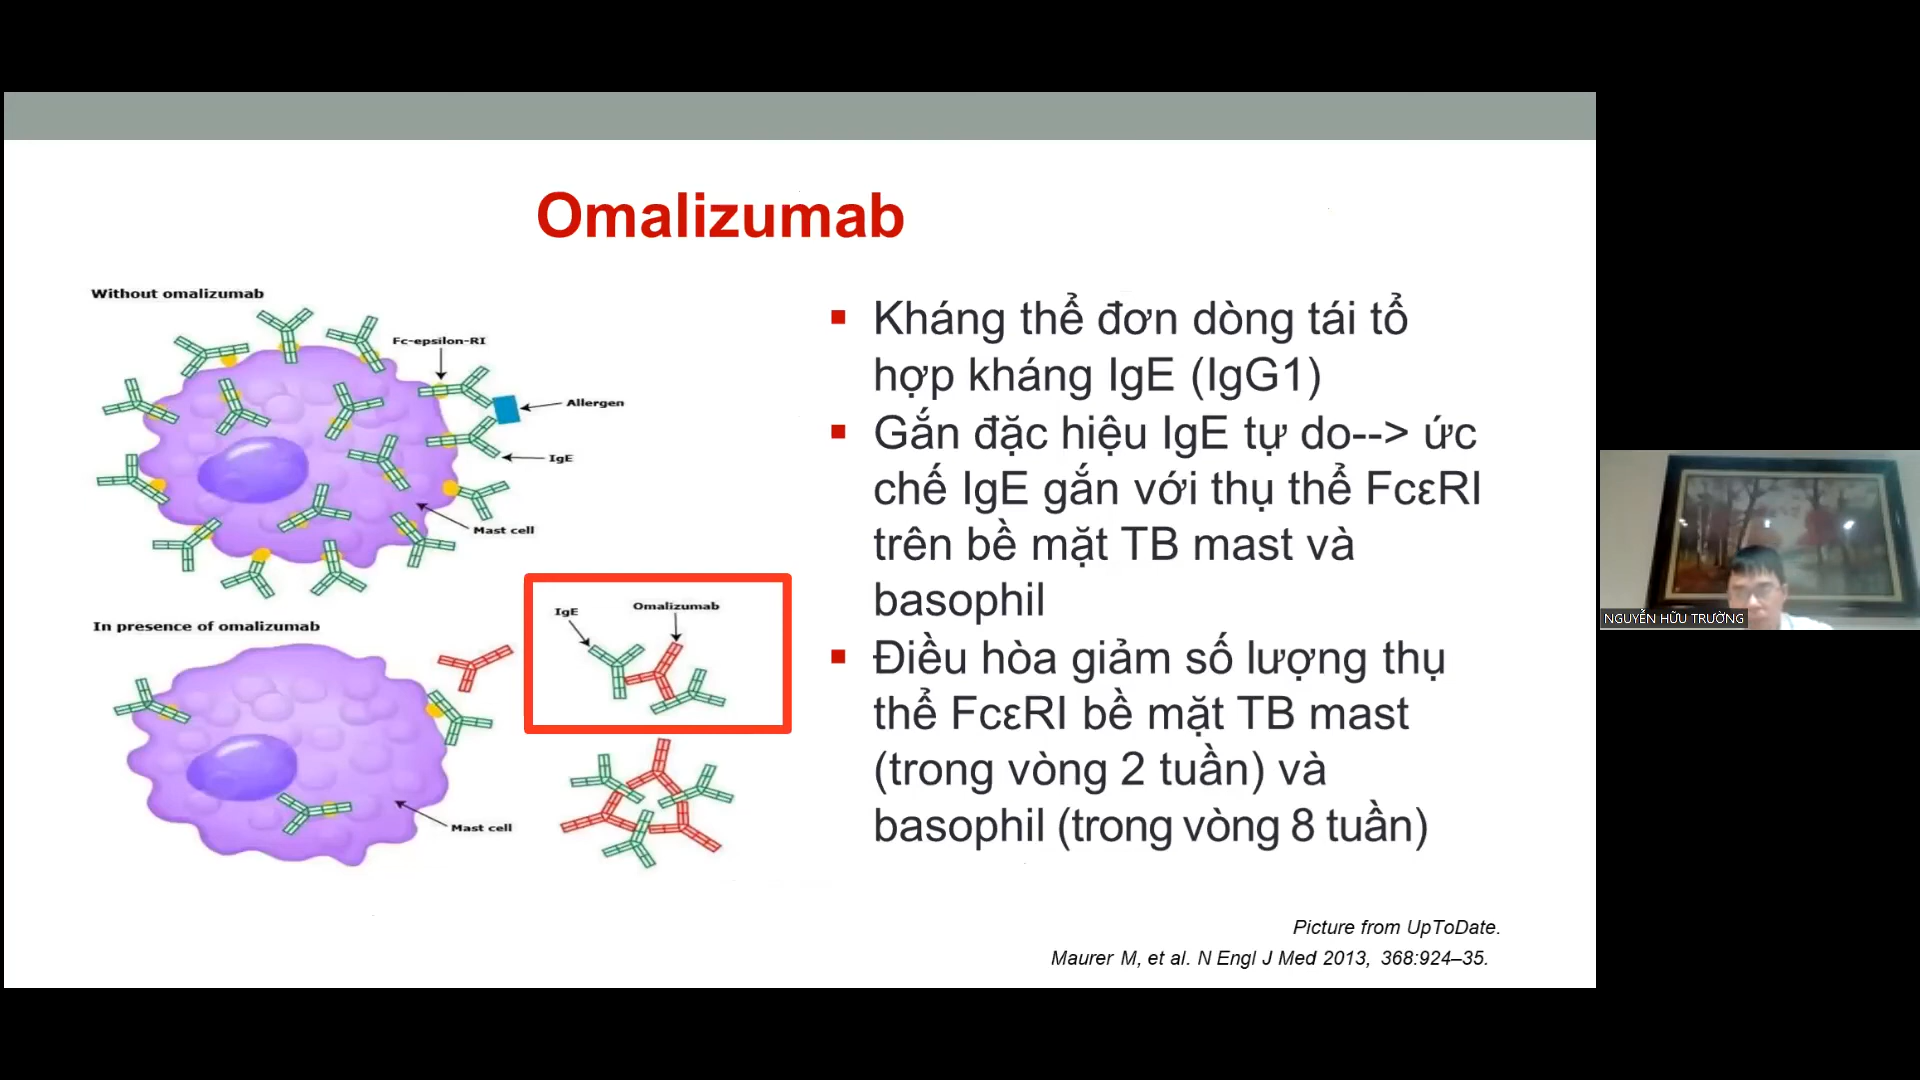 Omalizumab
Without omalizumab
Fc-epsilon-RI
Allergen
IgE
Mast cell
In presence of omalizumab
IgE
Omalizumab
Mast cell
▪ Kháng thể đơn dòng tái tổ
hợp kháng IgE (IgG1)
▪ Gắn đặc hiệu IgE tự do--> ức
chế IgE gắn với thụ thể FcεRI
trên bề mặt TB mast và
basophil
▪ Điều hòa giảm số lượng thụ
thể FcεRI bề mặt TB mast
(trong vòng 2 tuần) và
basophil (trong vòng 8 tuần)
Picture from UpToDate.
Maurer M, et al. N Engl J Med 2013, 368:924–35.
NGUYỄN HỮU TRƯỜNG